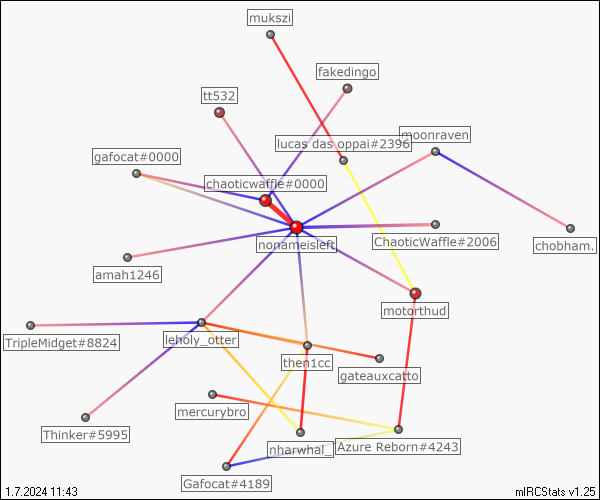 mukszi
fakedingo
tt532
lucas das oppai#2396
moonraven
gafocat#0000
chaoticwaffle#0000
nonameisleft
ChaoticWaffle#2006
chobham.
amah1246
motorthud
TripleMidget#8824
leholy_otter
then1cc
gateauxcatto
mercurybro
Thinker#5995
nharwhal_
Azure Reborn#4243
Gafocat#4189
1.7.2024 11:43
mIRCStats v1.25